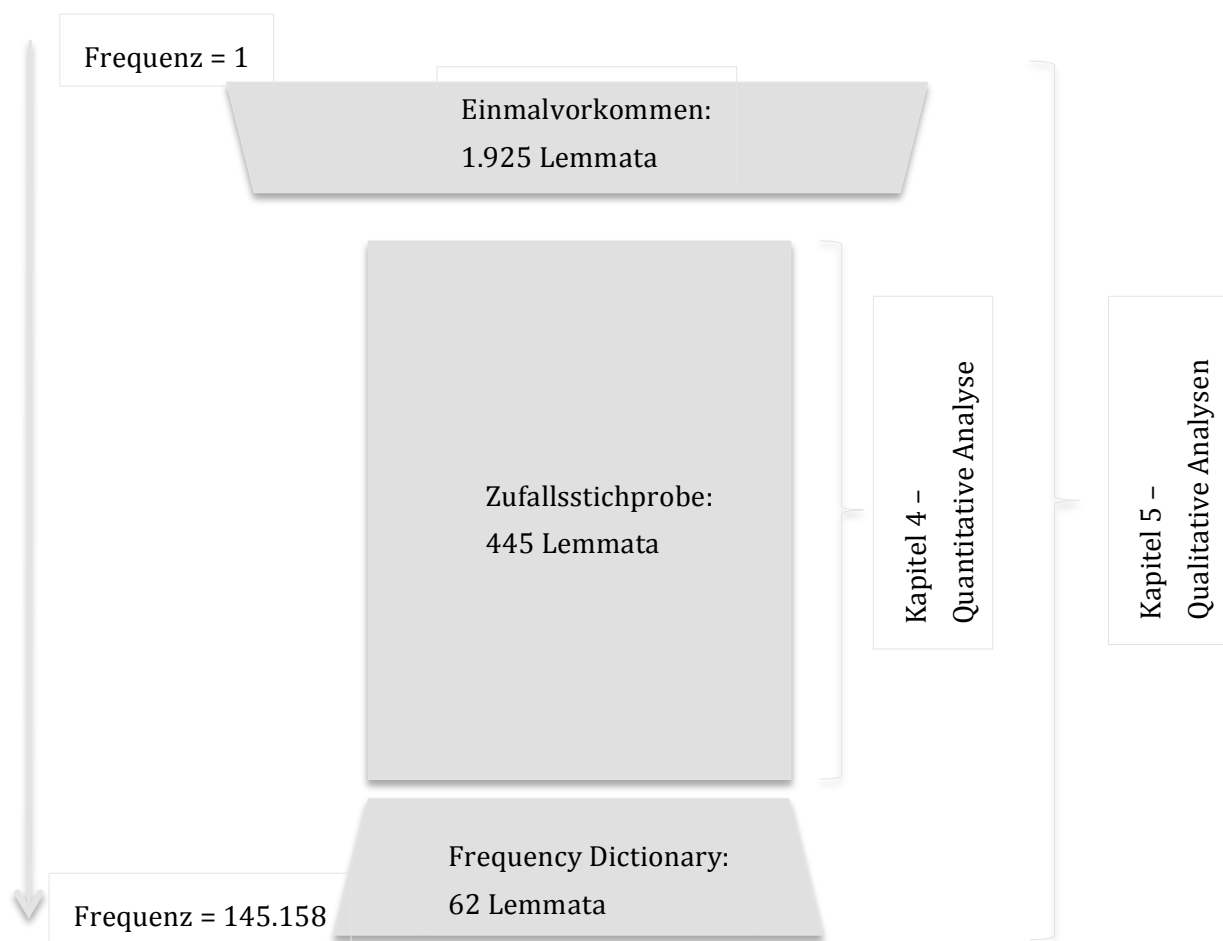 Frequenz = 1
Einmalvorkommen:
1.925 Lemmata
Zufallsstichprobe:
445 Lemmata
Kapitel 4 –
Quantitative Analyse
Kapitel 5 –
Qualitative Analysen
Frequency Dictionary:
62 Lemmata
Frequenz = 145.158